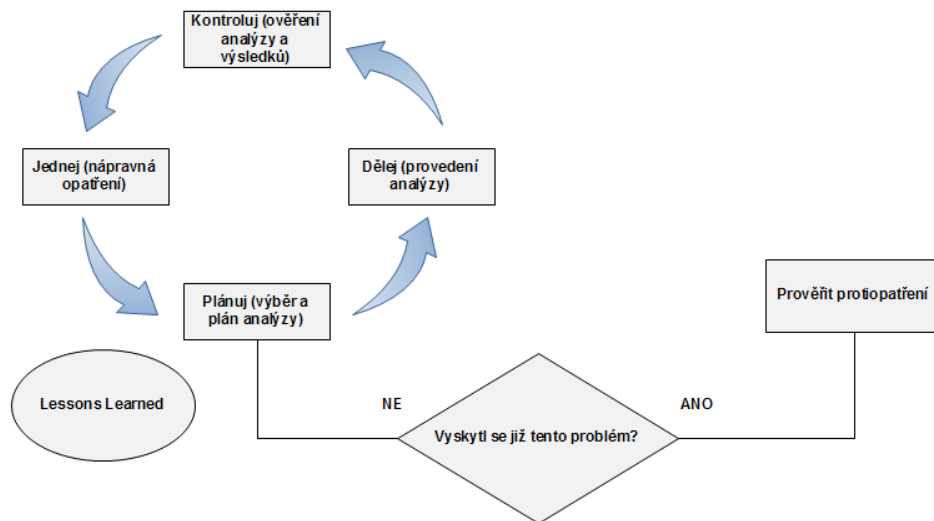 Kontroluj (ověření
analýzy a
výsledků)
Jednej (nápravná
opatření)
Dělej (provedení
analýzy)
Plánuj (výběr a
plán analýzy)
Prověřit protiopatření
Lessons Learned
NE
ANO
Vyskytl se již tento problém?